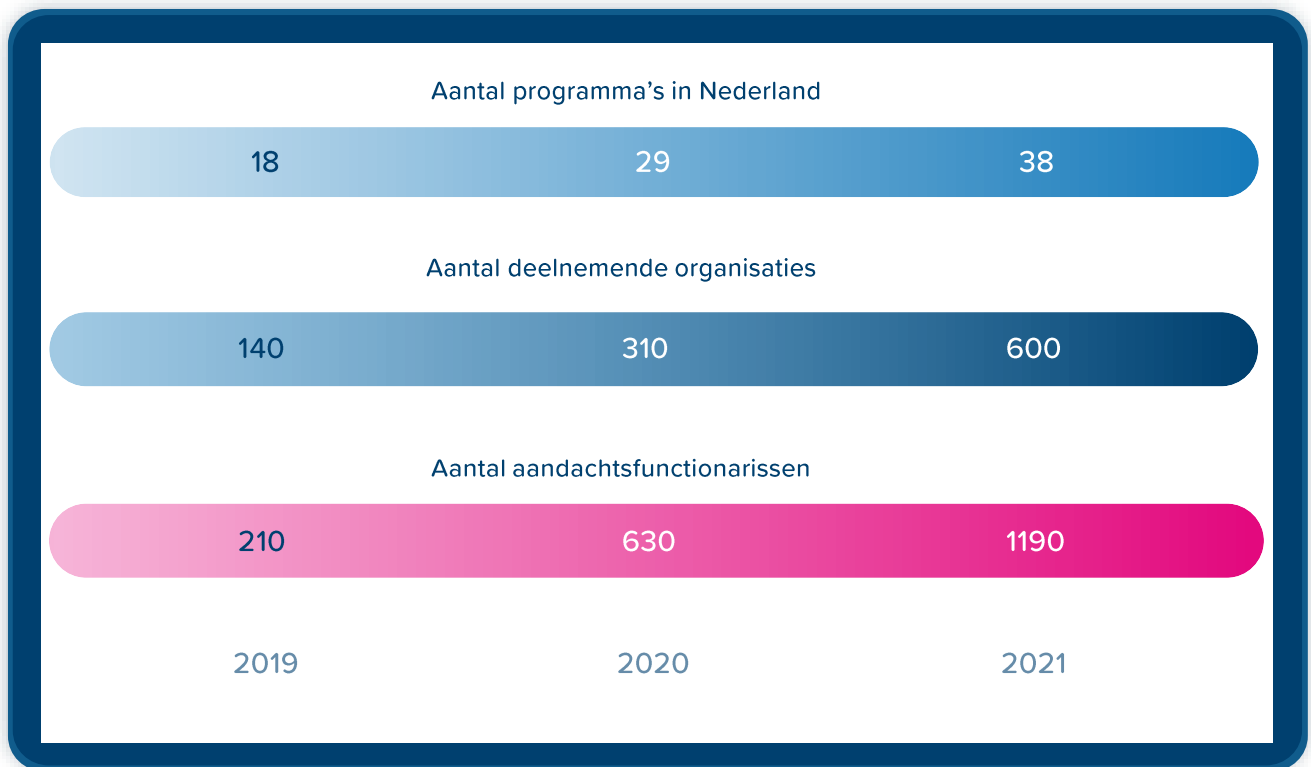 Aantal programma’s in Nederland
18 29 38
Aantal deelnemende organisaties
140 310 600
Aantal aandachtsfunctionarissen
210 630 1190
2019 2020 2021